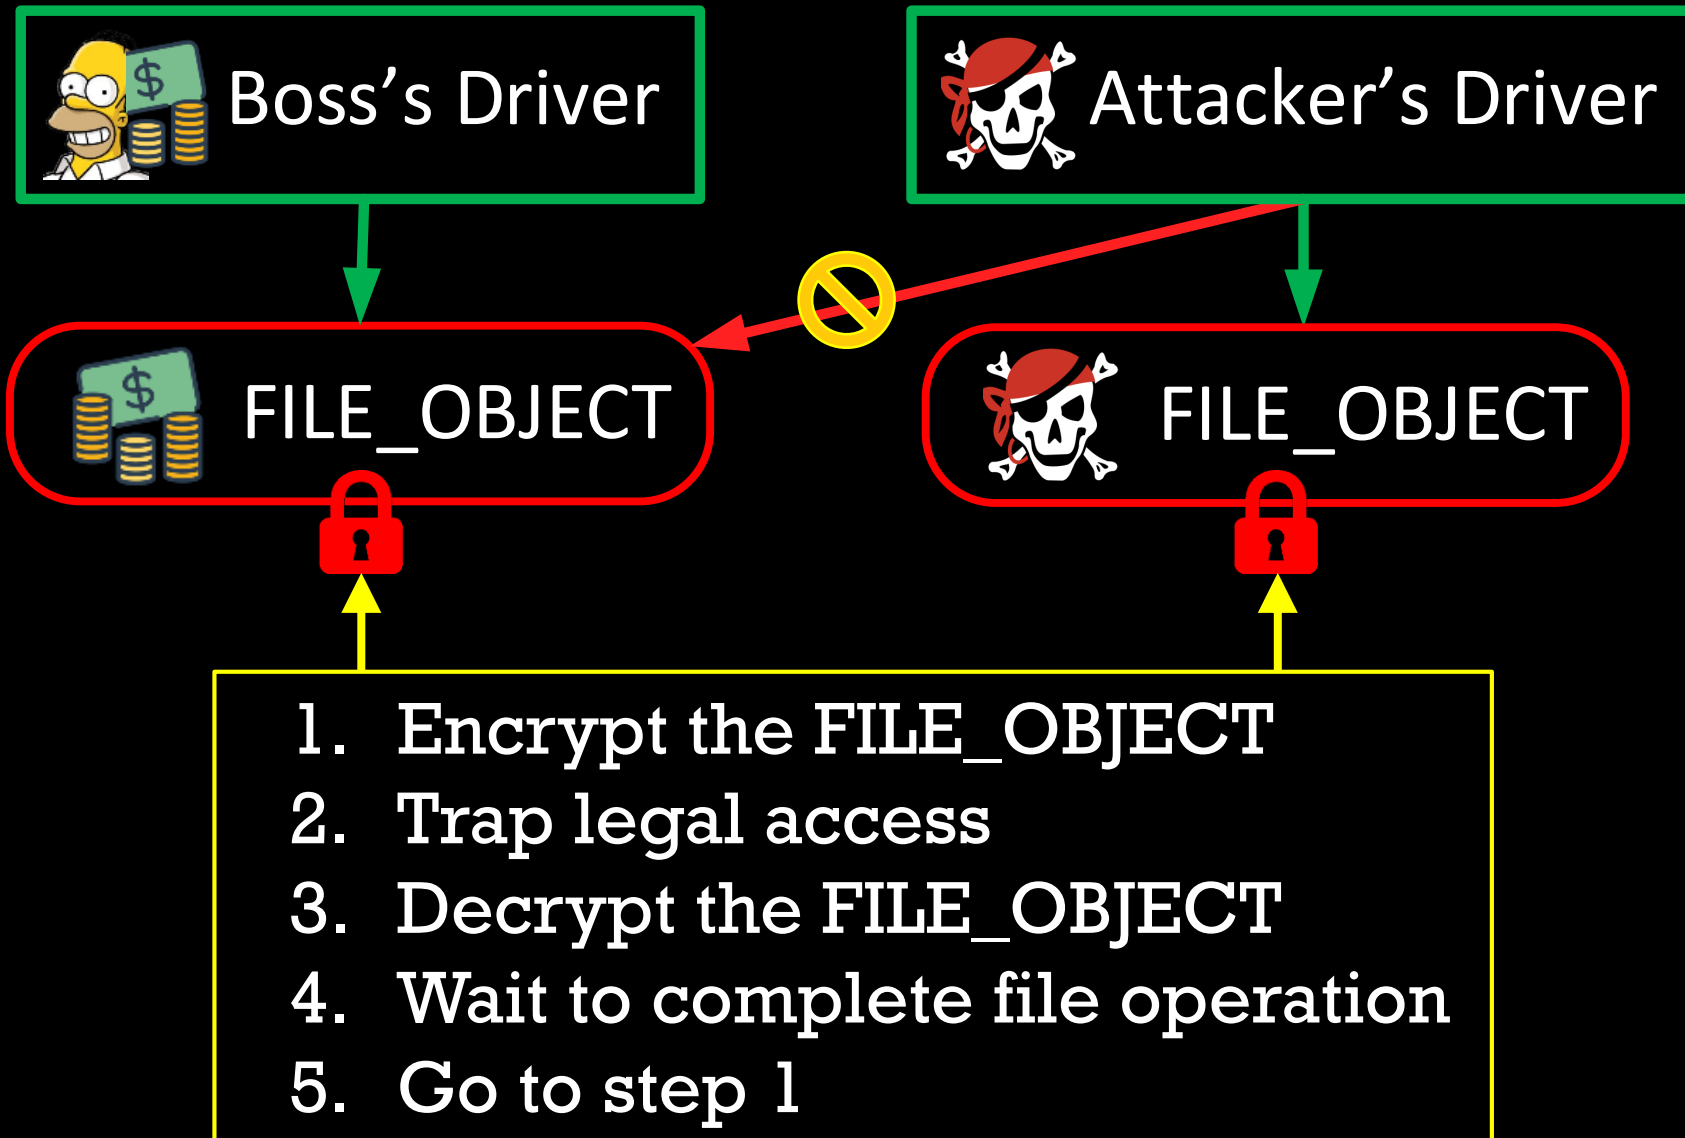 Boss’s Driver
Attacker’s Driver
$
FILE_OBJECT
$
FILE_OBJECT
1. Encrypt the FILE_OBJECT
2. Trap legal access
3. Decrypt the FILE_OBJECT
4. Wait to complete file operation
5. Go to step 1